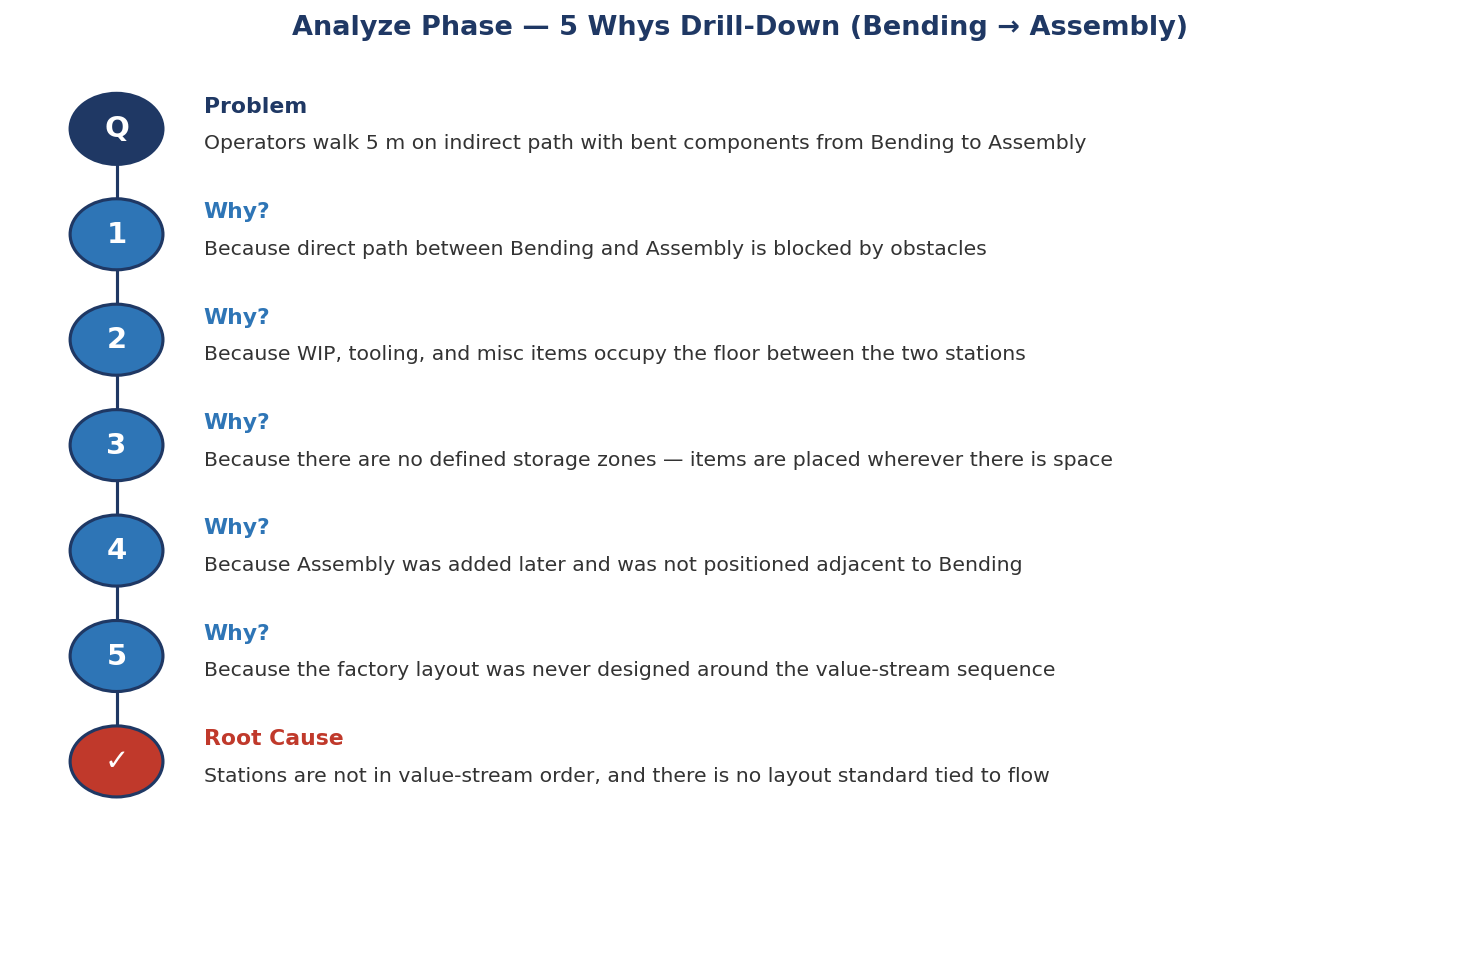 Analyze Phase — 5 Whys Drill-Down (Bending → Assembly)
Q
Problem
Operators walk 5 m on indirect path with bent components from Bending to Assembly
1
Why?
Because direct path between Bending and Assembly is blocked by obstacles
2
Why?
Because WIP, tooling, and misc items occupy the floor between the two stations
3
Why?
Because there are no defined storage zones — items are placed wherever there is space
4
Why?
Because Assembly was added later and was not positioned adjacent to Bending
5
Why?
Because the factory layout was never designed around the value-stream sequence
✓
Root Cause
Stations are not in value-stream order, and there is no layout standard tied to flow